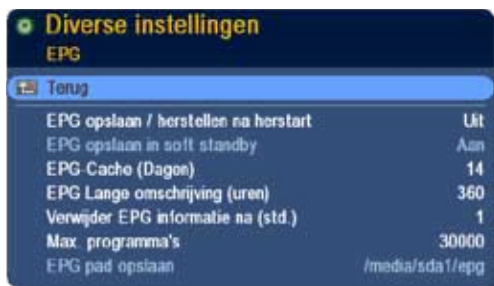 Diverse instellingen
EPG
Terug
EPG opslaan / herstellen na herstart Uit
EPG opslaan in soft standby Aan
EPG-Cache (Dagen) 14
EPG Lange omschrijving (uren) 360
Verwijder EPG informatie na (std.) 1
Max. programma's 30000
EPG pad opslaan /media/sda1/epg